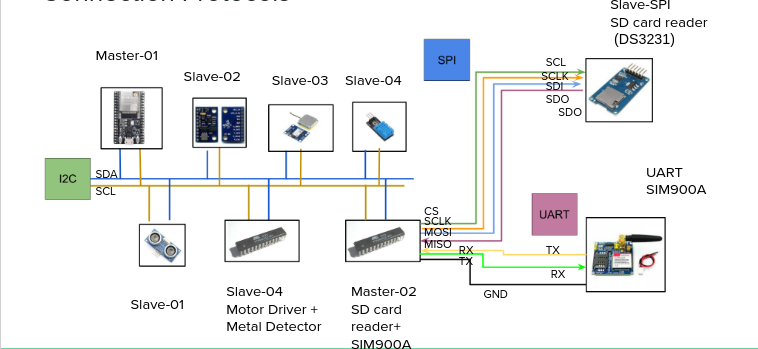 Connection Protocols
Slave-SPI
SD card reader
(DS3231)
Master-01
Slave-02
Slave-03
Slave-04
SPI
SCL
SCLK
SDI
SDO
SDO
I2C
SDA
SCL
UART
SIM900A
UART
CS
SCLK
MOSI
MISO
RX
TX
TX
RX
GND
Slave-01
Slave-04
Motor Driver +
Metal Detector
Master-02
SD card
reader+
SIM900A